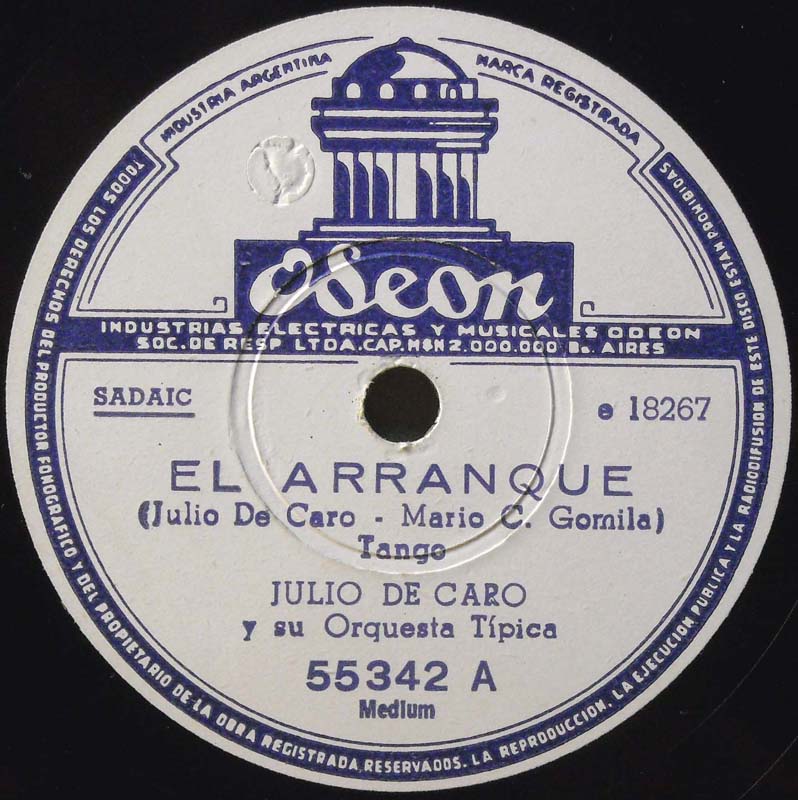 INDUSTRIA ARGENTINA
MARCA REGISTRADA
Odeon
INDUSTRIAS ELECTRICAS Y MUSICALES ODEON
SOC. DE RESP LTDA. CAP. M$N 2.000.000 Bs. AIRES
SADAIC
e 18267
EL ARRANQUE
(Julio De Caro - Mario C. Gomila)
Tango
JULIO DE CARO
y su Orquesta Típica
55342 A
Medium
TODOS LOS DERECHOS DEL PRODUCTOR FONOGRAFICO Y DEL PROPIETARIO DE LA OBRA REGISTRADA, RESERVADOS. LA REPRODUCCION, LA EJECUCION PUBLICA Y LA RADIODIFUSION DE ESTE DISCO ESTAN PROHIBIDAS